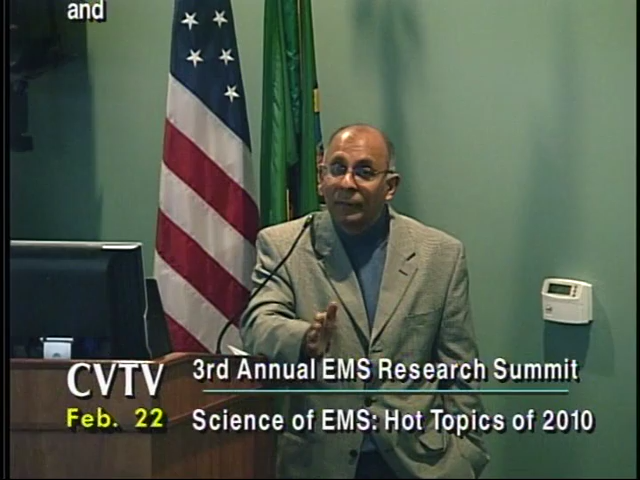 and
CVTV
3rd Annual EMS Research Summit
Feb. 22
Science of EMS: Hot Topics of 2010